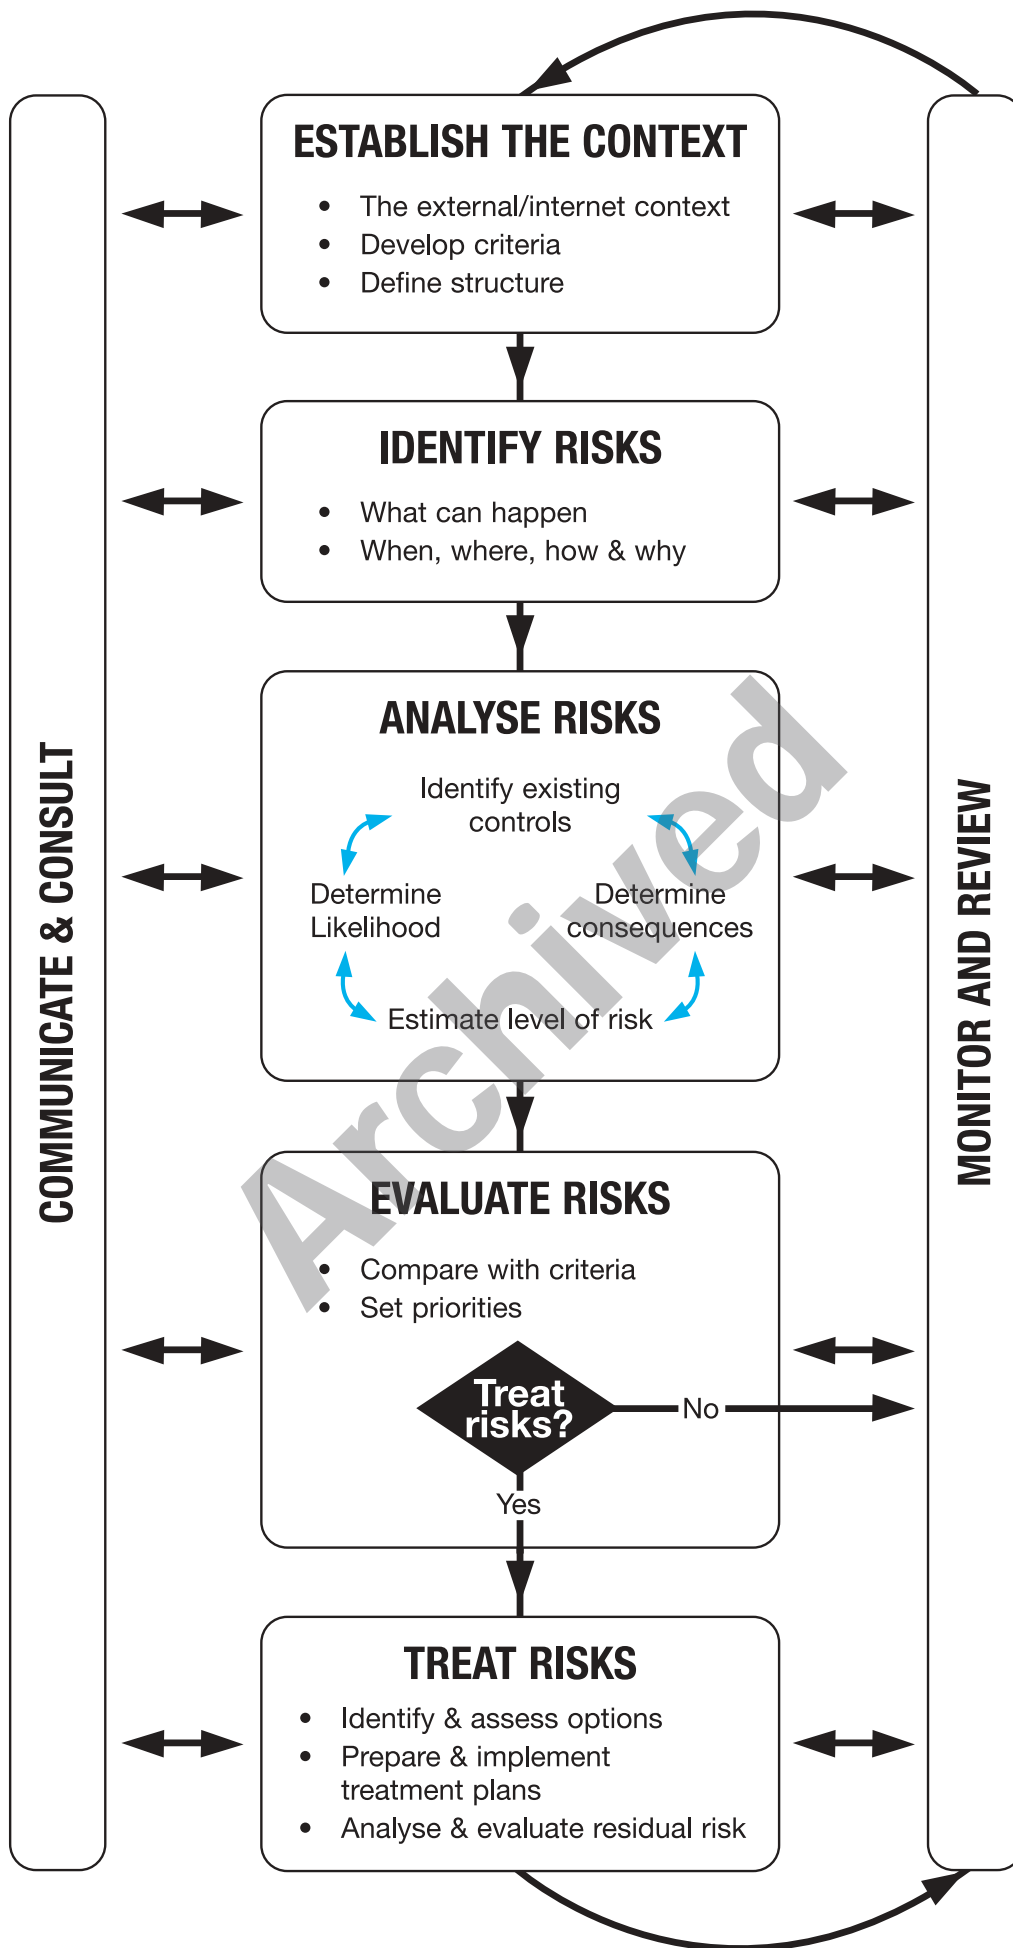 ESTABLISH THE CONTEXT
• The external/internet context
• Develop criteria
• Define structure
IDENTIFY RISKS
• What can happen
• When, where, how & why
ANALYSE RISKS
Identify existing
controls
Determine
Likelihood
Determine
consequences
Estimate level of risk
EVALUATE RISKS
• Compare with criteria
• Set priorities
Treat
risks?
No
Yes
TREAT RISKS
• Identify & assess options
• Prepare & implement
treatment plans
• Analyse & evaluate residual risk
COMMUNICATE & CONSULT
MONITOR AND REVIEW
Archived